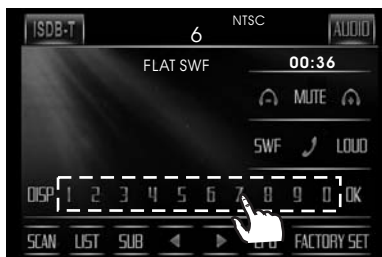 ISDB-T 6 NTSC AUDIO
FLAT SWF 00:36
MUTE
SWF LOUD
DISP 1 2 3 4 5 6 7 8 9 0 OK
SCAN LIST SUB FACTORY SET